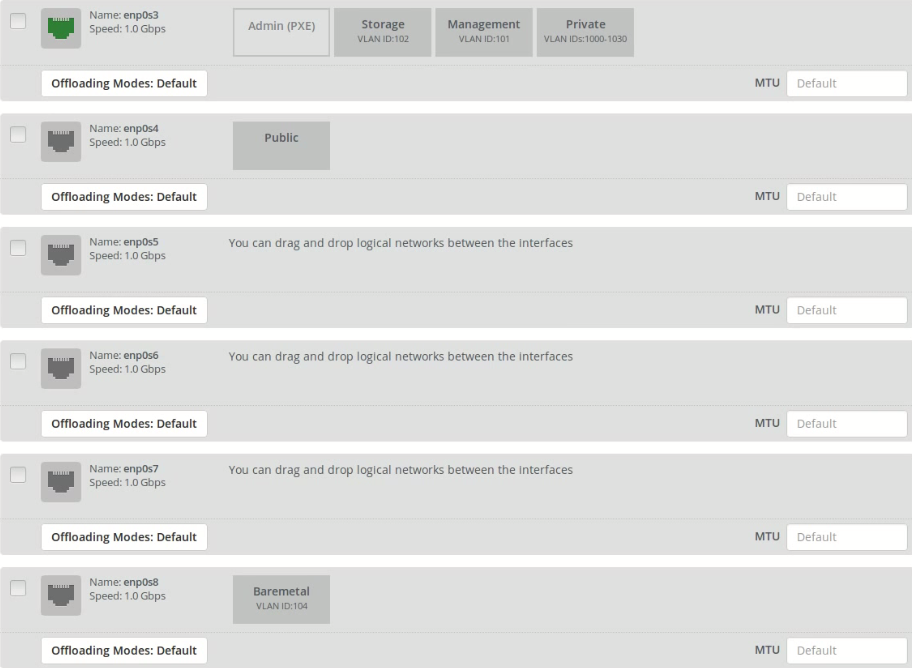 Name: enp0s3
Speed: 1.0 Gbps
Admin (PXE)
Storage
VLAN ID:102
Management
VLAN ID:101
Private
VLAN IDs:1000-1030
Offloading Modes: Default
MTU Default
Name: enp0s4
Speed: 1.0 Gbps
Public
Offloading Modes: Default
MTU Default
Name: enp0s5
Speed: 1.0 Gbps
You can drag and drop logical networks between the interfaces
Offloading Modes: Default
MTU Default
Name: enp0s6
Speed: 1.0 Gbps
You can drag and drop logical networks between the interfaces
Offloading Modes: Default
MTU Default
Name: enp0s7
Speed: 1.0 Gbps
You can drag and drop logical networks between the interfaces
Offloading Modes: Default
MTU Default
Name: enp0s8
Speed: 1.0 Gbps
Baremetal
VLAN ID:104
Offloading Modes: Default
MTU Default